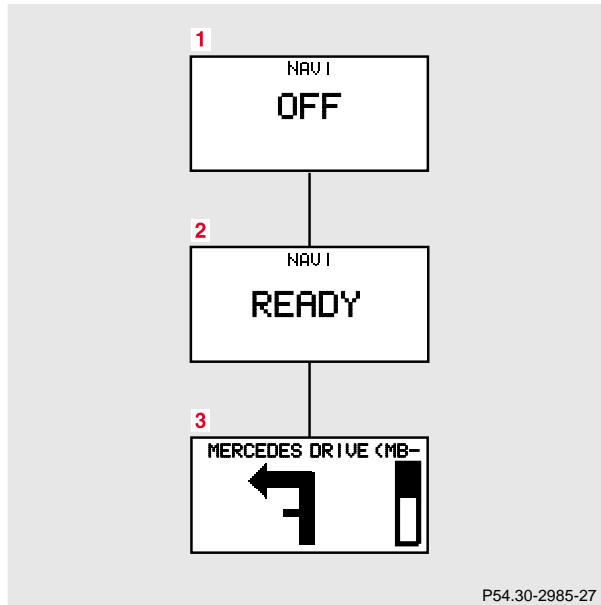 1
NAVI
OFF
2
NAVI
READY
3
MERCEDES DRIVE (MB-
P54.30-2985-27